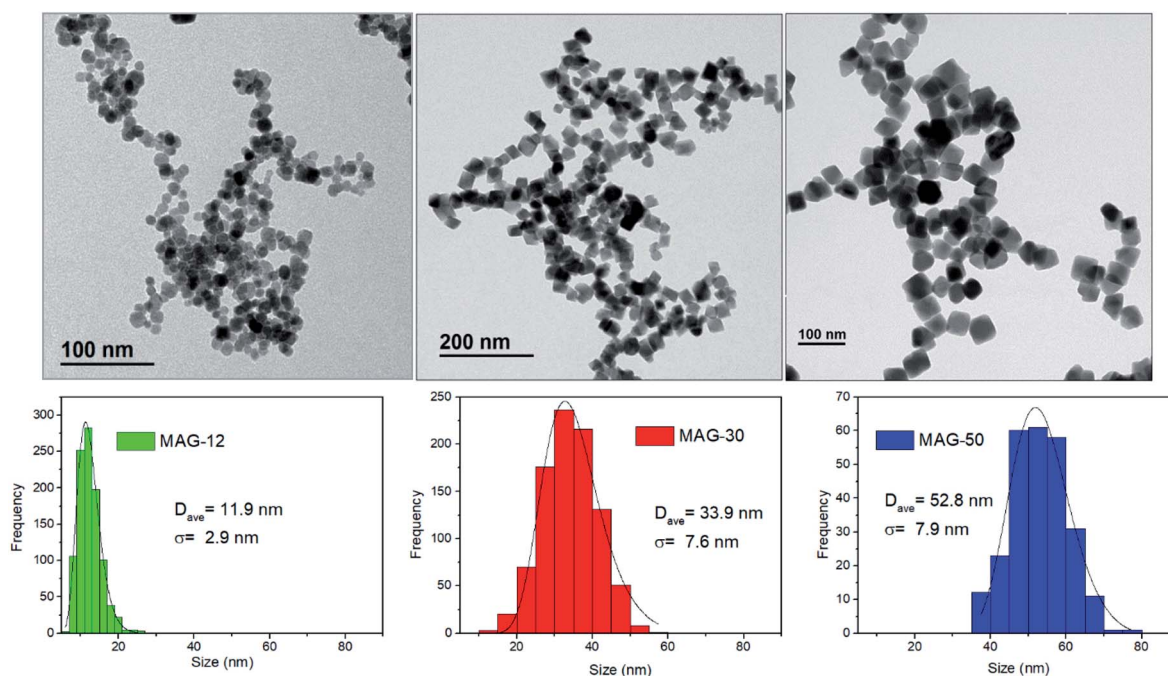 100 nm
200 nm
100 nm
Frequency
300
250
200
150
100
50
0
MAG-12
D_ave= 11.9 nm
σ= 2.9 nm
20
40
60
80
Size (nm)
Frequency
250
200
150
100
50
0
MAG-30
D_ave= 33.9 nm
σ= 7.6 nm
20
40
60
80
Size (nm)
Frequency
70
60
50
40
30
20
10
0
MAG-50
D_ave= 52.8 nm
σ= 7.9 nm
20
40
60
80
Size (nm)